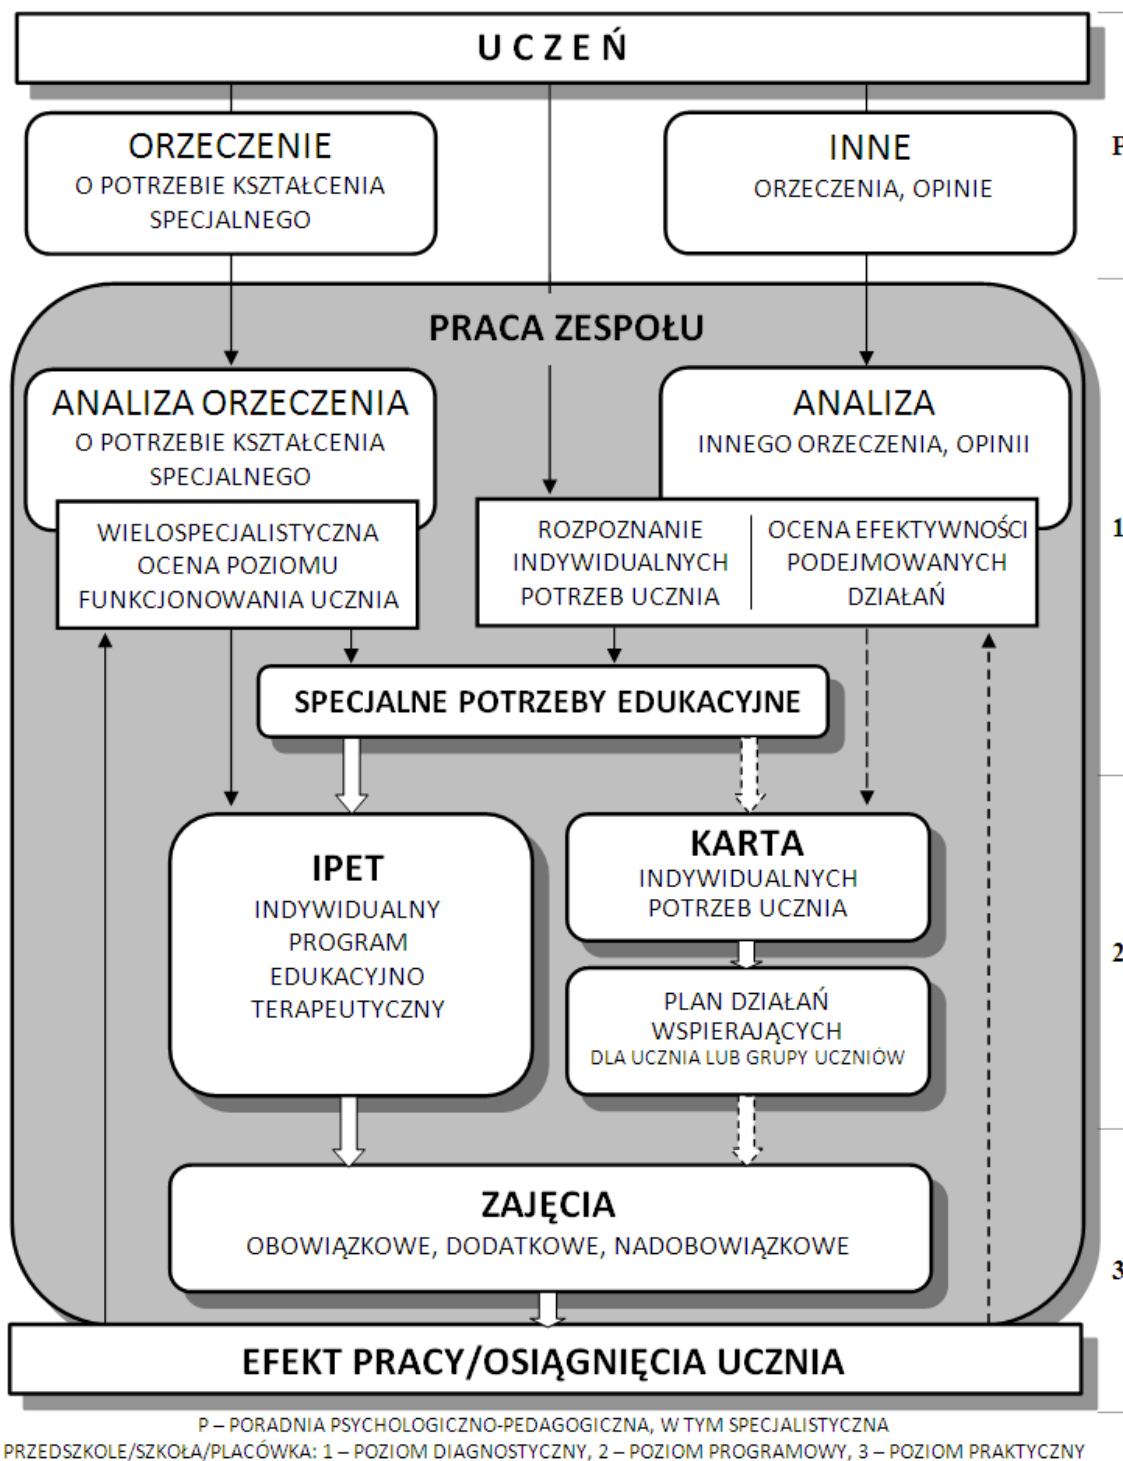 UCZEŃ
ORZECZENIE
O POTRZEBIE KSZTAŁCENIA
SPECJALNEGO
INNE
ORZECZENIA, OPINIE
P
PRACA ZESPOŁU
ANALIZA ORZECZENIA
O POTRZEBIE KSZTAŁCENIA
SPECJALNEGO
ANALIZA
INNEGO ORZECZENIA, OPINII
WIELOSPECJALISTYCZNA
OCENA POZIOMU
FUNKCJONOWANIA UCZNIA
ROZPOZNANIE
INDYWIDUALNYCH
POTRZEB UCZNIA
OCENA EFEKTYWNOŚCI
PODEJMOWANYCH
DZIAŁAŃ
1
SPECJALNE POTRZEBY EDUKACYJNE
IPET
INDYWIDUALNY
PROGRAM
EDUKACYJNO
TERAPEUTYCZNY
KARTA
INDYWIDUALNYCH
POTRZEB UCZNIA
2
PLAN DZIAŁAŃ
WSPIERAJĄCYCH
DLA UCZNIA LUB GRUPY UCZNIÓW
ZAJĘCIA
OBOWIĄZKOWE, DODATKOWE, NADOBOWIĄZKOWE
3
EFEKT PRACY/OSIĄGNIĘCIA UCZNIA
P – PORADNIA PSYCHOLOGICZNO-PEDAGOGICZNA, W TYM SPECJALISTYCZNA
PRZEDSZKOLE/SZKOŁA/PLACÓWKA: 1 – POZIOM DIAGNOSTYCZNY, 2 – POZIOM PROGRAMOWY, 3 – POZIOM PRAKTYCZNY